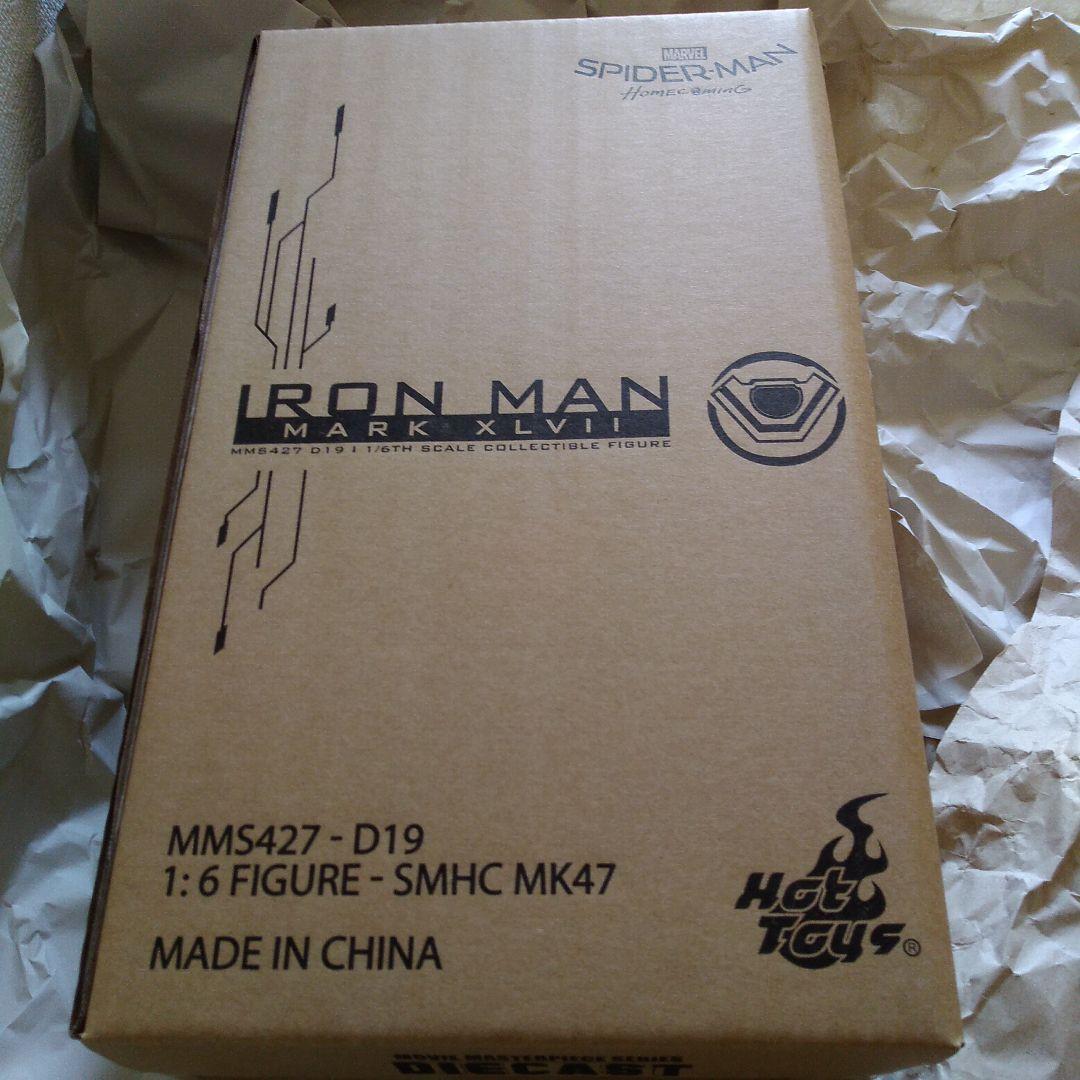 MARVEL
SPIDER-MAN
HOMECOMING
IRON MAN
MARK XLVII
MMS427 D19 | 1/6TH SCALE COLLECTIBLE FIGURE
MMS427 - D19
1: 6 FIGURE - SMHC MK47
MADE IN CHINA
Hot
Toys®
MOVIE MASTERPIECE SERIES
DIECAST